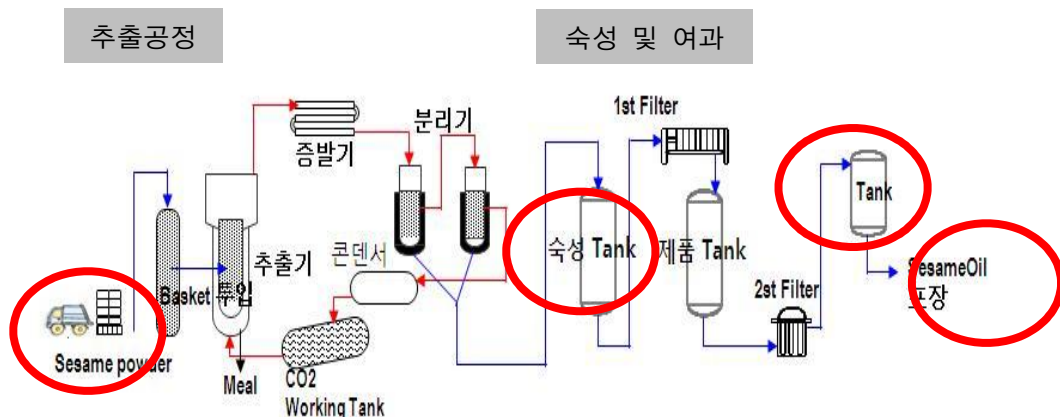 추출공정
숙성 및 여과
1st Filter
분리기
증발기
Tank
콘덴서
숙성 Tank
제품 Tank
추출기
Basket 투입
SesameOil
포장
2st Filter
Sesame powder
Meal
CO2
Working Tank